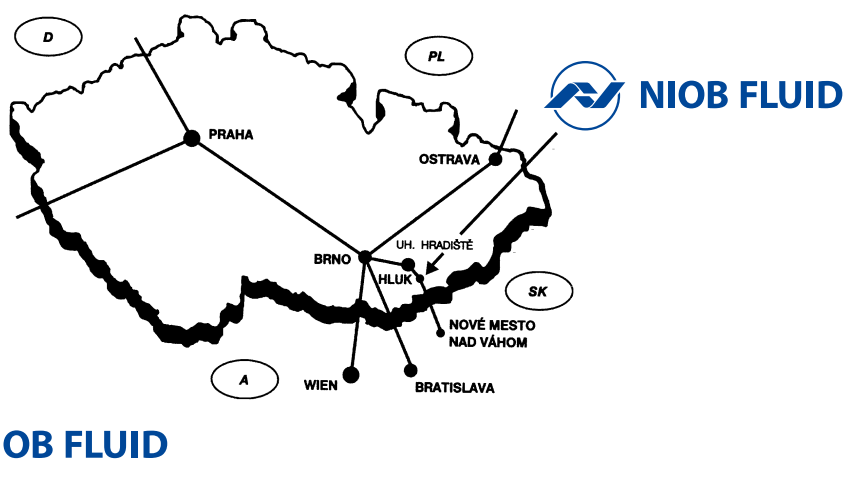 D
PL
NIOB FLUID
PRAHA
OSTRAVA
UH. HRADIŠTĚ
BRNO
HLUK
SK
NOVÉ MESTO
NAD VÁHOM
A
WIEN
BRATISLAVA
OB FLUID